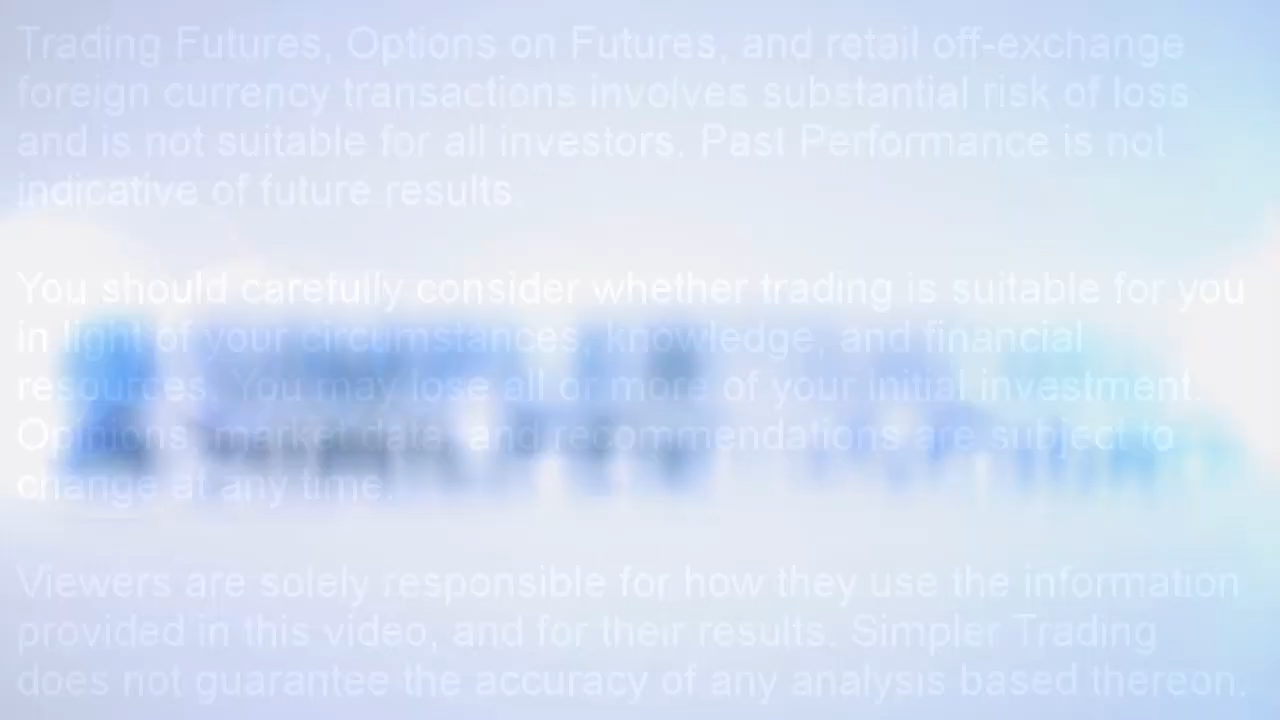 Trading Futures, Options on Futures, and retail off-exchange
foreign currency transactions involves substantial risk of loss
and is not suitable for all investors. Past Performance is not
indicative of future results.
You should carefully consider whether trading is suitable for you
in light of your circumstances, knowledge, and financial
resources. You may lose all or more of your initial investment.
Opinions, market data, and recommendations are subject to
change at any time.
Viewers are solely responsible for how they use the information
provided in this video, and for their results. Simpler Trading
does not guarantee the accuracy of any analysis based thereon.